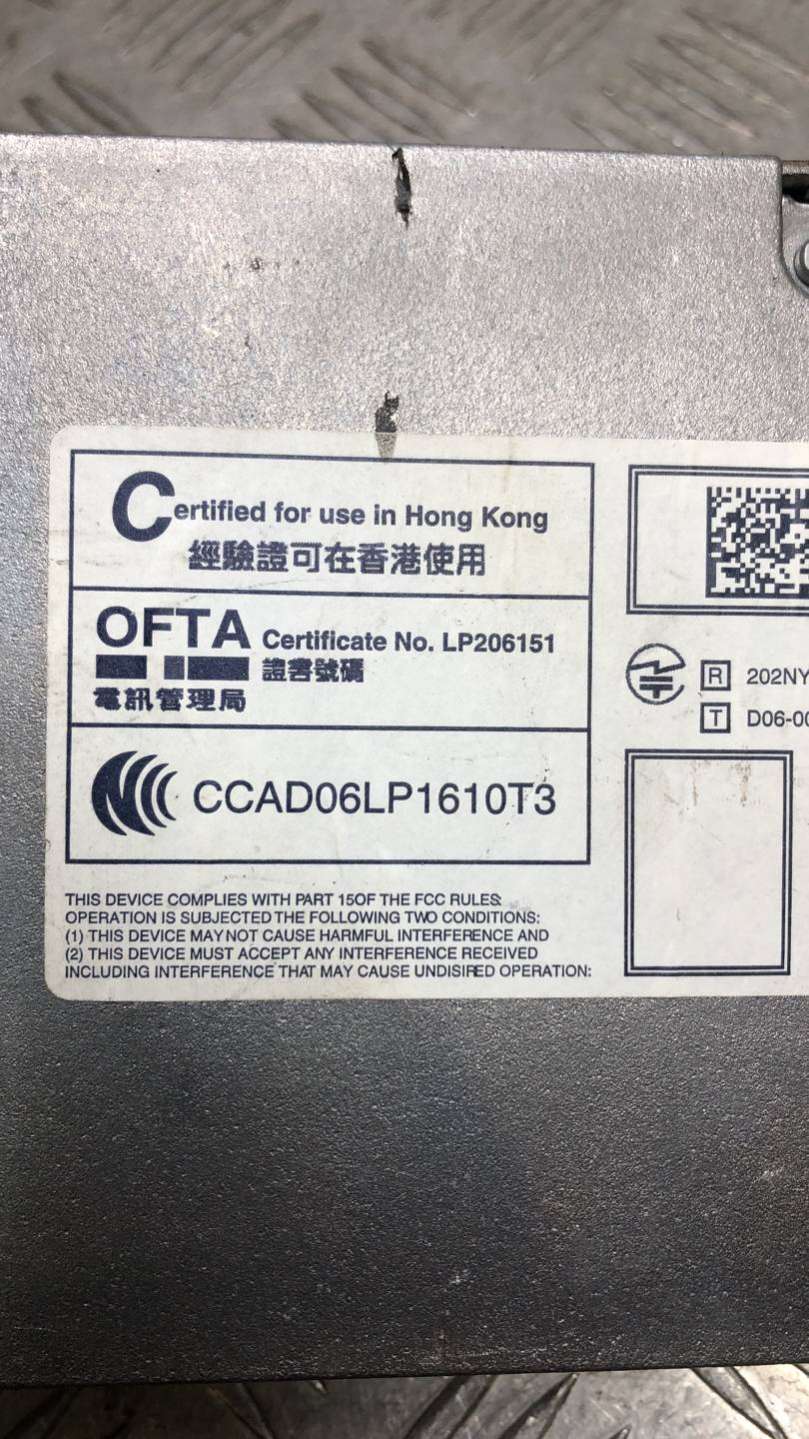 Certified for use in Hong Kong
經驗證可在香港使用
OFTA Certificate No. LP206151
證書號碼
電訊管理局
CCAD06LP1610T3
R 202NY
T D06-00
THIS DEVICE COMPLIES WITH PART 15OF THE FCC RULES
OPERATION IS SUBJECTED THE FOLLOWING TWO CONDITIONS:
(1) THIS DEVICE MAY NOT CAUSE HARMFUL INTERFERENCE AND
(2) THIS DEVICE MUST ACCEPT ANY INTERFERENCE RECEIVED
INCLUDING INTERFERENCE THAT MAY CAUSE UNDISIRED OPERATION: